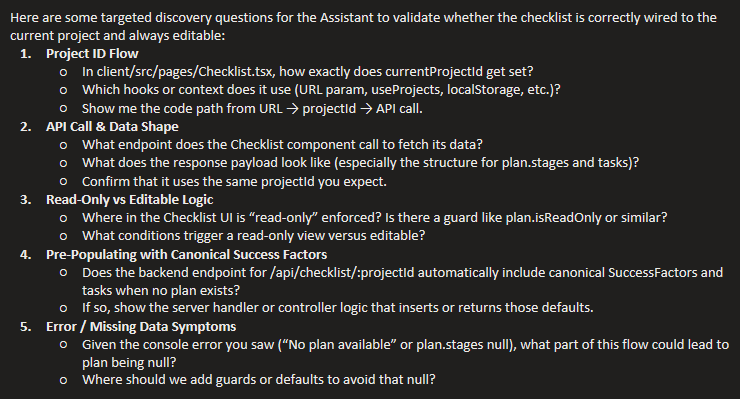 Here are some targeted discovery questions for the Assistant to validate whether the checklist is correctly wired to the
current project and always editable:
1. Project ID Flow
o In client/src/pages/Checklist.tsx, how exactly does currentProjectId get set?
o Which hooks or context does it use (URL param, useProjects, localStorage, etc.)?
o Show me the code path from URL → projectId → API call.
2. API Call & Data Shape
o What endpoint does the Checklist component call to fetch its data?
o What does the response payload look like (especially the structure for plan.stages and tasks)?
o Confirm that it uses the same projectId you expect.
3. Read-Only vs Editable Logic
o Where in the Checklist UI is “read-only” enforced? Is there a guard like plan.isReadOnly or similar?
o What conditions trigger a read-only view versus editable?
4. Pre-Populating with Canonical Success Factors
o Does the backend endpoint for /api/checklist/:projectId automatically include canonical SuccessFactors and
tasks when no plan exists?
o If so, show the server handler or controller logic that inserts or returns those defaults.
5. Error / Missing Data Symptoms
o Given the console error you saw (“No plan available” or plan.stages null), what part of this flow could lead to
plan being null?
o Where should we add guards or defaults to avoid that null?